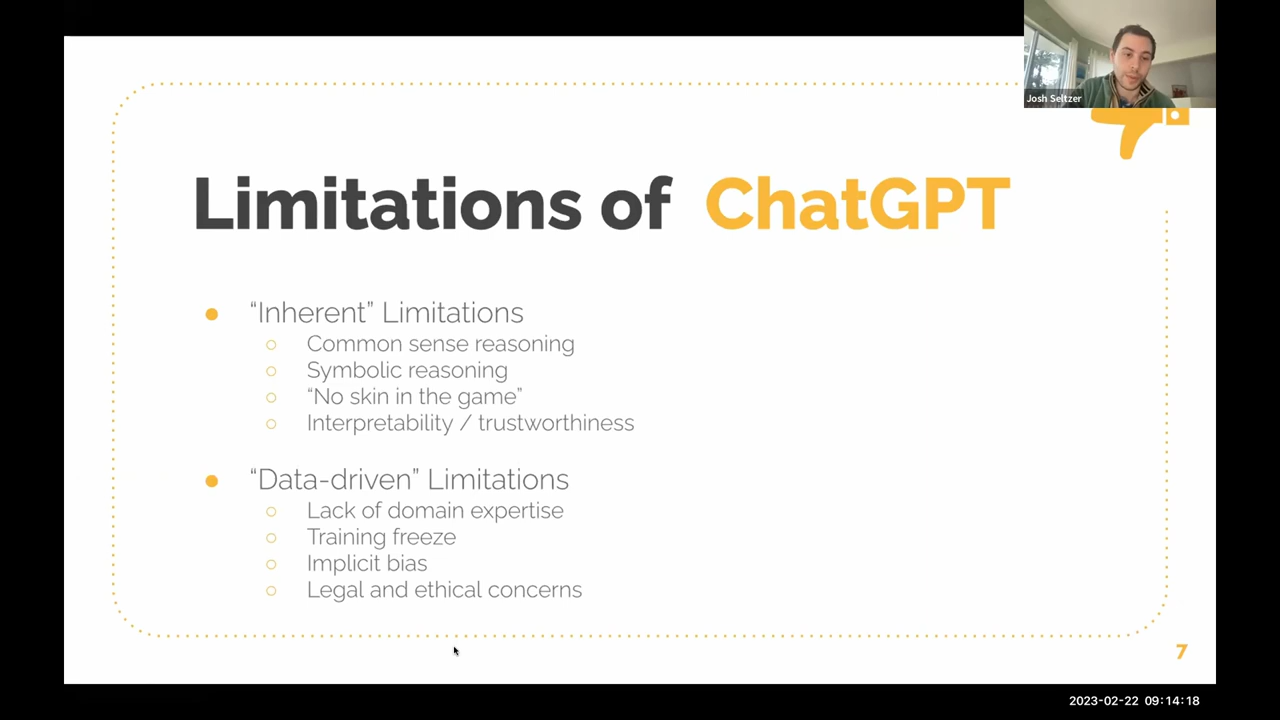 Josh Seltzer
Limitations of ChatGPT
“Inherent” Limitations
Common sense reasoning
Symbolic reasoning
“No skin in the game”
Interpretability / trustworthiness
“Data-driven” Limitations
Lack of domain expertise
Training freeze
Implicit bias
Legal and ethical concerns
7
2023-02-22 09:14:18